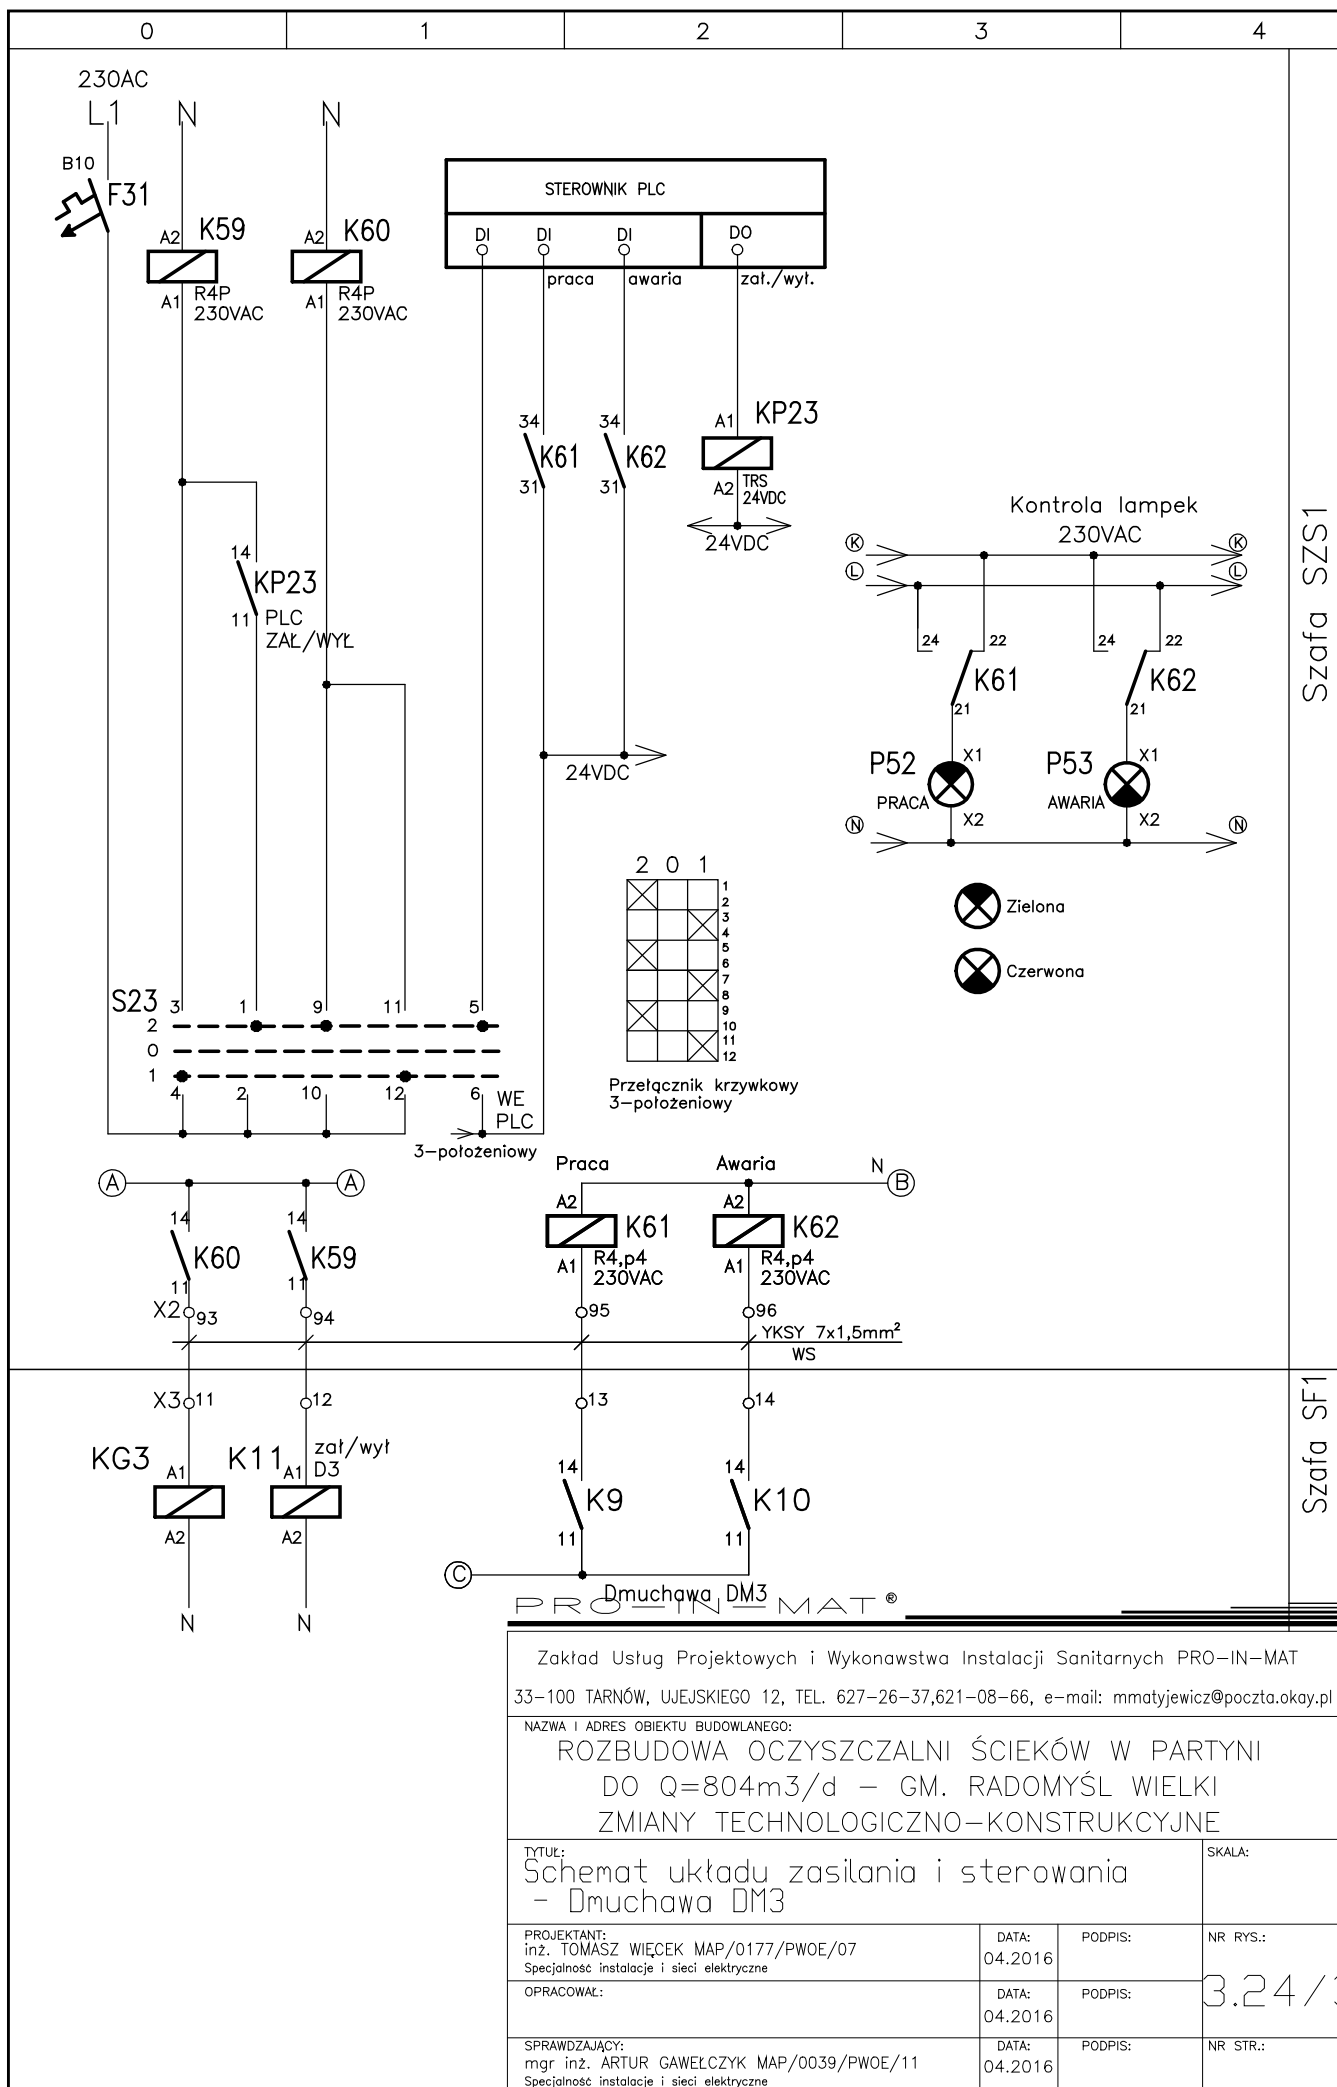 0 1 2 3 4
230AC
L1 N N
B10
F31
A2 K59
A1 R4P
230VAC
A2 K60
A1 R4P
230VAC
STEROWNIK PLC
DI DI DI DO
praca awaria zał./wył.
34
K61
31
34
K62
31
A1 KP23
A2 TRS
24VDC
24VDC
14
KP23
11 PLC
ZAŁ/WYŁ
24VDC
Kontrola lampek
230VAC
K K
L L
24 22 24 22
K61 K62
21 21
P52 X1 P53 X1
PRACA X2 AWARIA X2
N N
Zielona
Czerwona
Szafa SZS1
2 0 1
1
2
3
4
5
6
7
8
9
10
11
12
Przełącznik krzywkowy
3-położeniowy
S23 3 1 9 11 5
2
0
1
4 2 10 12 6
WE
PLC
3-położeniowy
A A
14 14
K60 K59
11 11
X2 93 94
Praca Awaria N B
A2 K61
A1 R4,p4
230VAC
A2 K62
A1 R4,p4
230VAC
95 96
YKSY 7x1,5mm²
WS
X3 11 12 13 14
KG3 A1
A2
K11 A1 zał/wył
D3
A2
N N
14 14
K9 K10
11 11
C
Dmuchawa DM3
Szafa SF1
PRO-IN-MAT ®
Zakład Usług Projektowych i Wykonawstwa Instalacji Sanitarnych PRO-IN-MAT
33-100 TARNÓW, UJEJSKIEGO 12, TEL. 627-26-37,621-08-66, e-mail: mmatyjewicz@poczta.okay.pl
NAZWA I ADRES OBIEKTU BUDOWLANEGO:
ROZBUDOWA OCZYSZCZALNI ŚCIEKÓW W PARTYNI
DO Q=804m3/d - GM. RADOMYŚL WIELKI
ZMIANY TECHNOLOGICZNO-KONSTRUKCYJNE
TYTUŁ:
Schemat układu zasilania i sterowania
- Dmuchawa DM3
SKALA:
PROJEKTANT:
inż. TOMASZ WIĘCEK MAP/0177/PWOE/07
Specjalność instalacje i sieci elektryczne
DATA:
04.2016
PODPIS:
NR RYS.:
3.24/
OPRACOWAŁ:
DATA:
04.2016
PODPIS:
SPRAWDZAJĄCY:
mgr inż. ARTUR GAWEŁCZYK MAP/0039/PWOE/11
Specjalność instalacje i sieci elektryczne
DATA:
04.2016
PODPIS:
NR STR.: